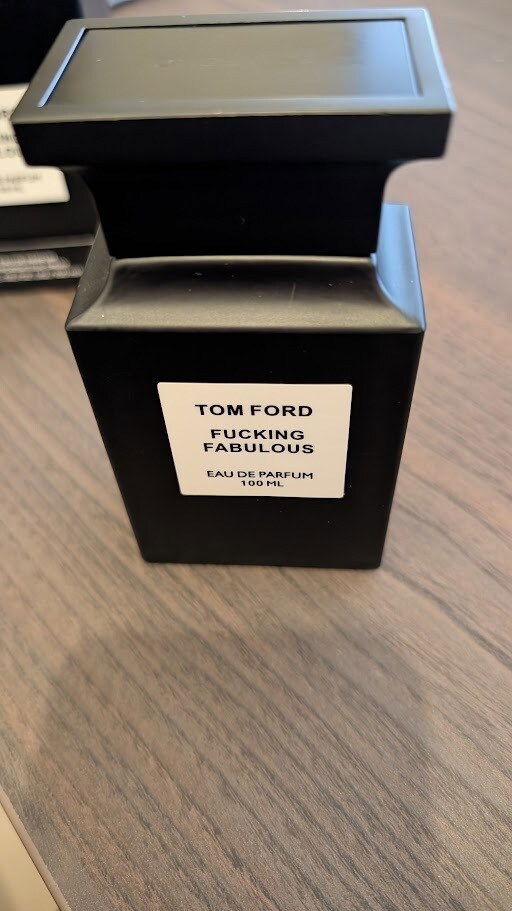 TOM FORD
FUCKING
FABULOUS
EAU DE PARFUM
100 ML